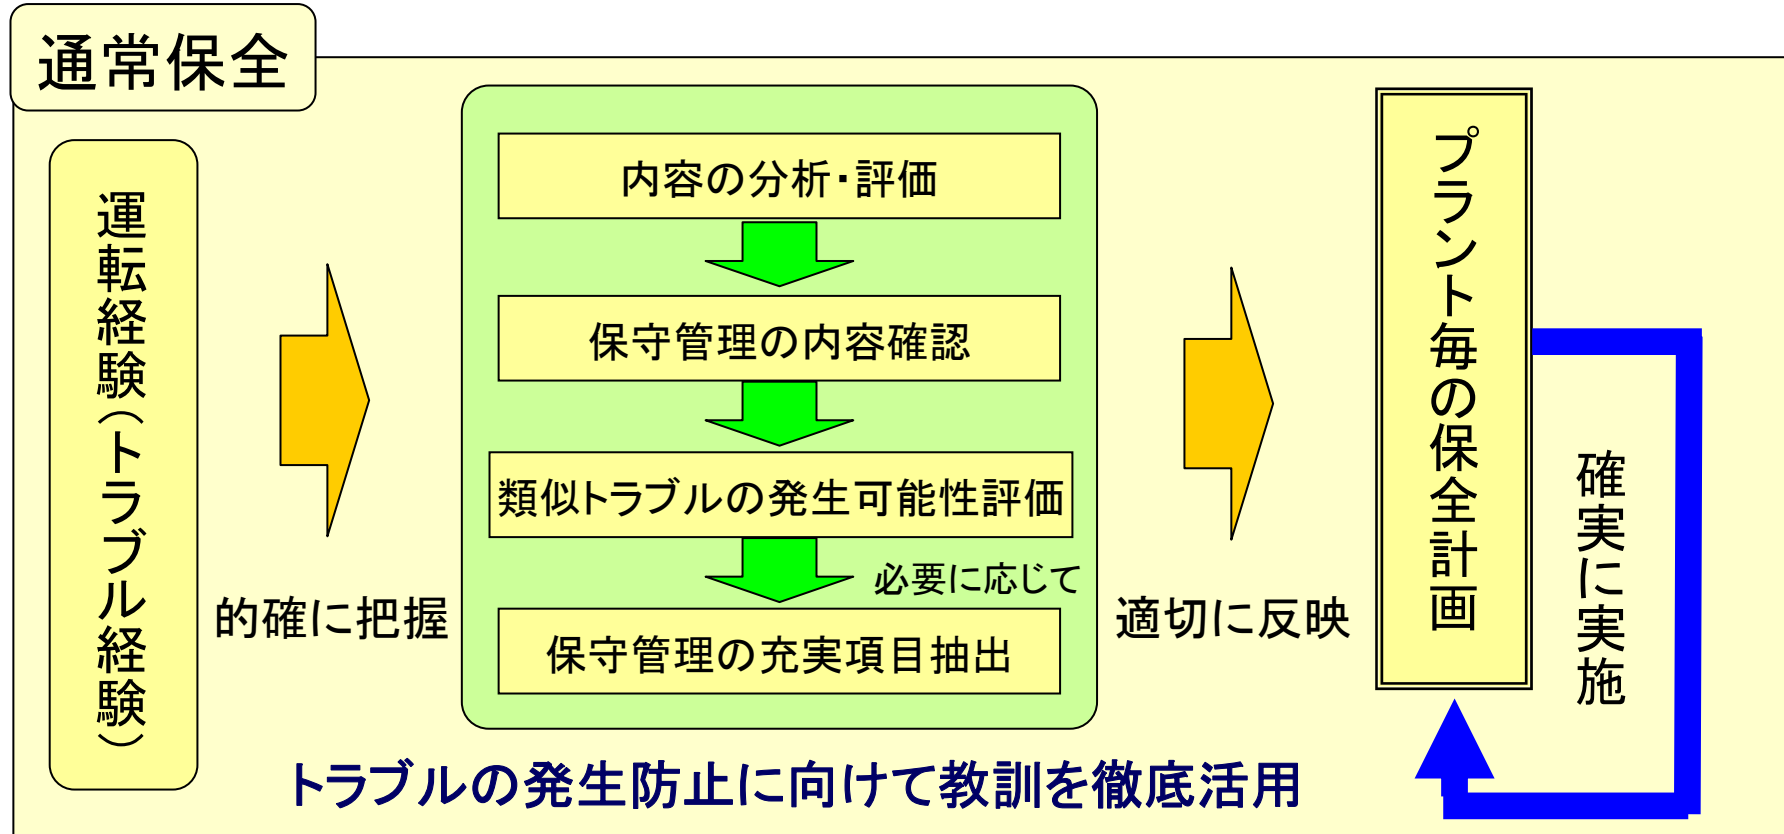 通常保全
運転経験（トラブル経験）
的確に把握
内容の分析・評価
保守管理の内容確認
類似トラブルの発生可能性評価
必要に応じて
保守管理の充実項目抽出
適切に反映
プラント毎の保全計画
確実に実施
トラブルの発生防止に向けて教訓を徹底活用